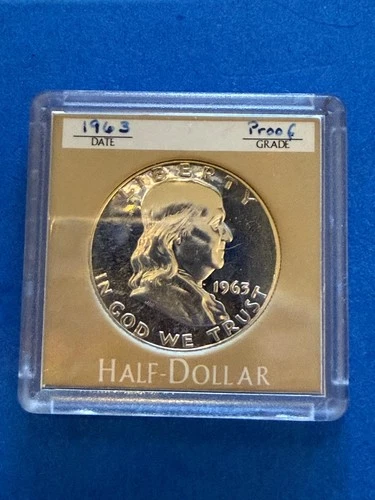 1963 Proof
DATE GRADE
LIBERTY
1963
IN GOD WE TRUST
HALF-DOLLAR